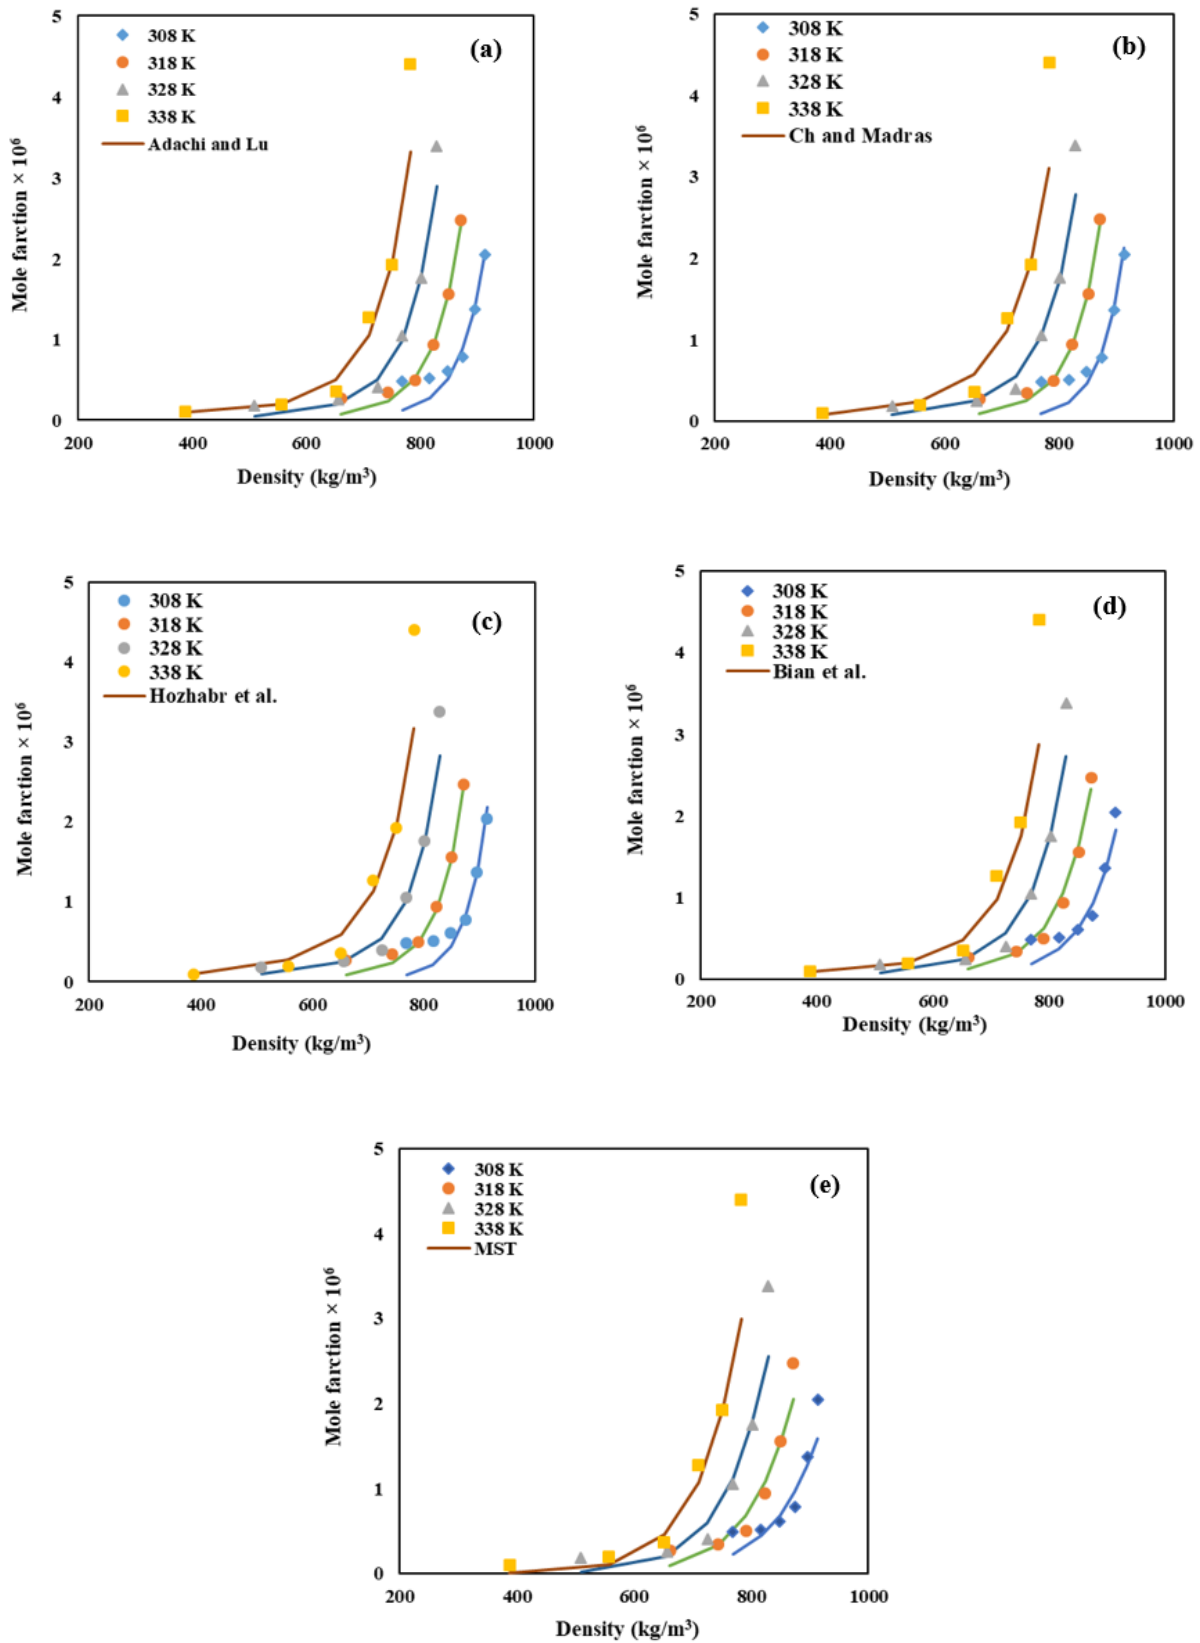 (a)
308 K
318 K
328 K
338 K
Adachi and Lu
5
4
3
2
1
0
200
400
600
800
1000
Mole farction × 10⁶
Density (kg/m³)
(b)
308 K
318 K
328 K
338 K
Ch and Madras
5
4
3
2
1
0
200
400
600
800
1000
Mole farction × 10⁶
Density (kg/m³)
(c)
308 K
318 K
328 K
338 K
Hozhabr et al.
5
4
3
2
1
0
200
400
600
800
1000
Mole farction × 10⁶
Density (kg/m³)
(d)
308 K
318 K
328 K
338 K
Bian et al.
5
4
3
2
1
0
200
400
600
800
1000
Mole farction × 10⁶
Density (kg/m³)
(e)
308 K
318 K
328 K
338 K
MST
5
4
3
2
1
0
200
400
600
800
1000
Mole farction × 10⁶
Density (kg/m³)